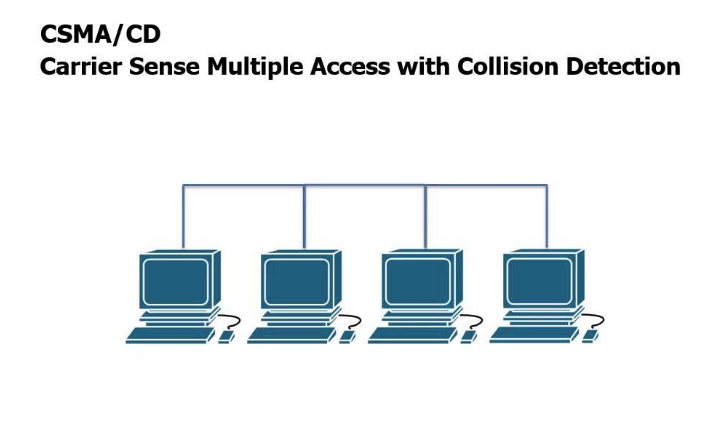 CSMA/CD
Carrier Sense Multiple Access with Collision Detection